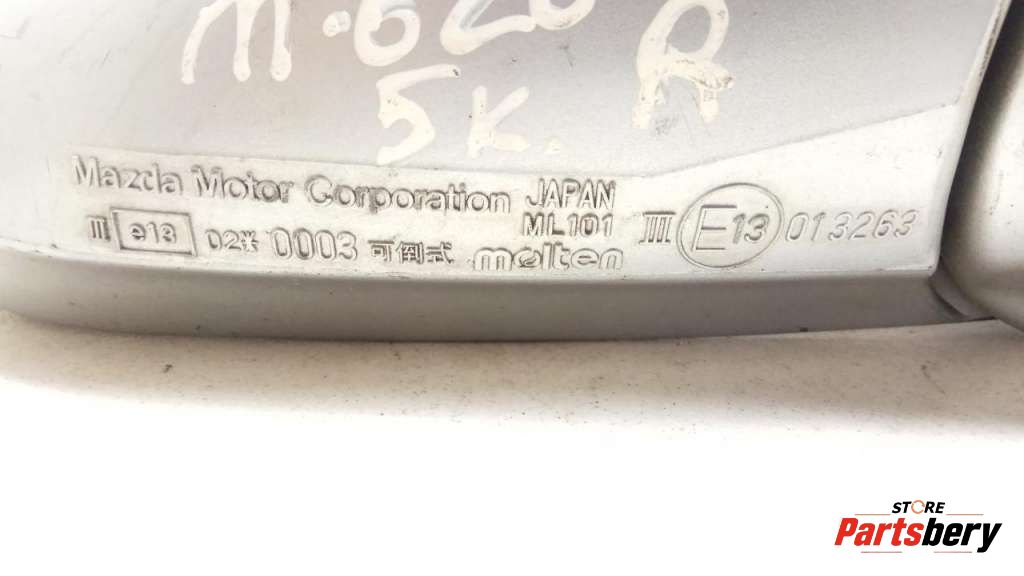 M.626 R
5K.
Mazda Motor Corporation JAPAN
ML101
III e13 02* 0003 可倒式 molten III E13 013263
STORE
Partsbery